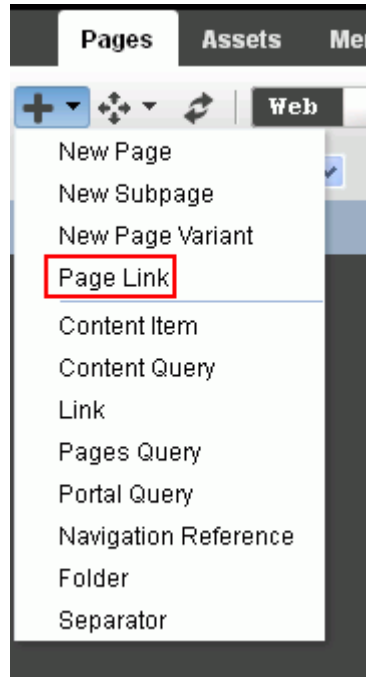 Pages Assets
Web
New Page
New Subpage
New Page Variant
Page Link
Content Item
Content Query
Link
Pages Query
Portal Query
Navigation Reference
Folder
Separator